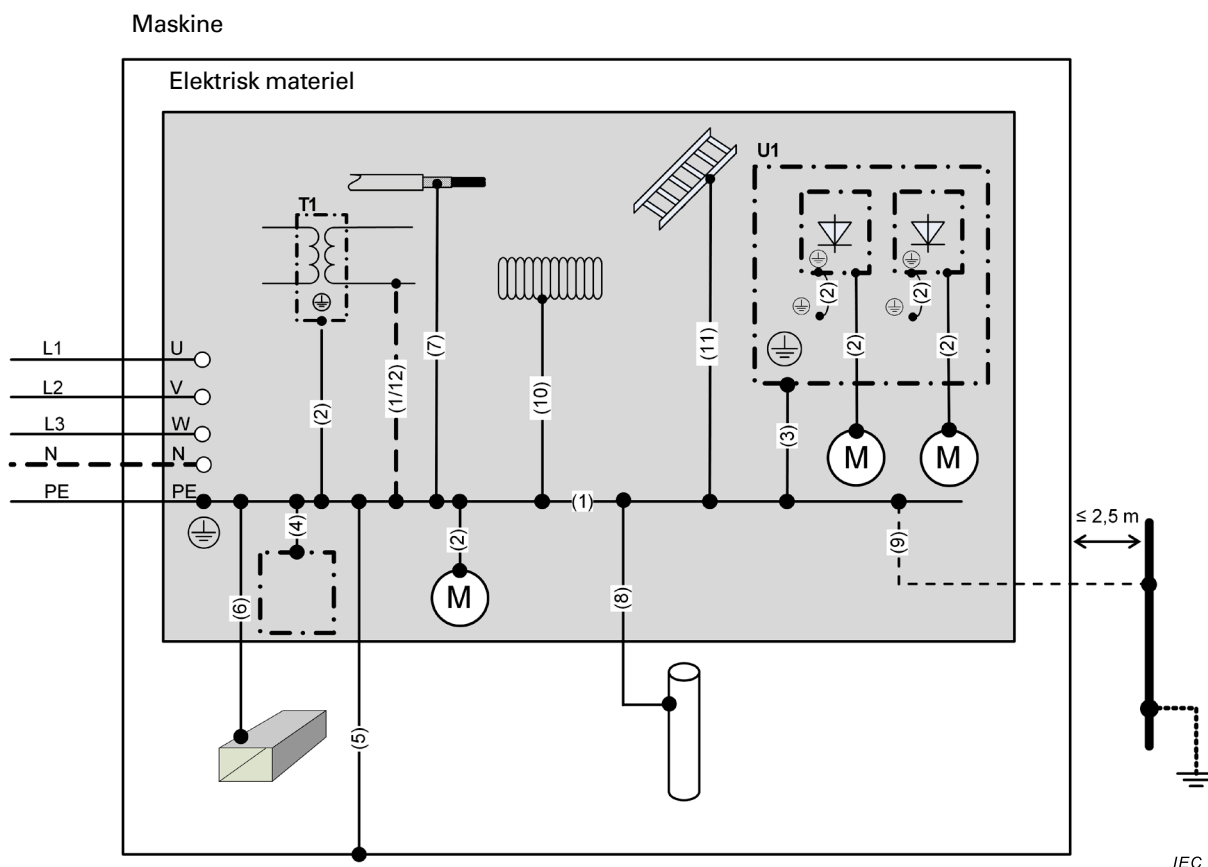 Maskine
Elektrisk materiel
U1
T1
(2) (2)
(7) (11)
L1 U
(2) (2)
(1/12) (10)
L2 V
(2)
L3 W
(3)
M M
N N
PE PE
(1)
≤ 2,5 m
(4) (2) (9)
M
(6) (8)
(5)
IEC